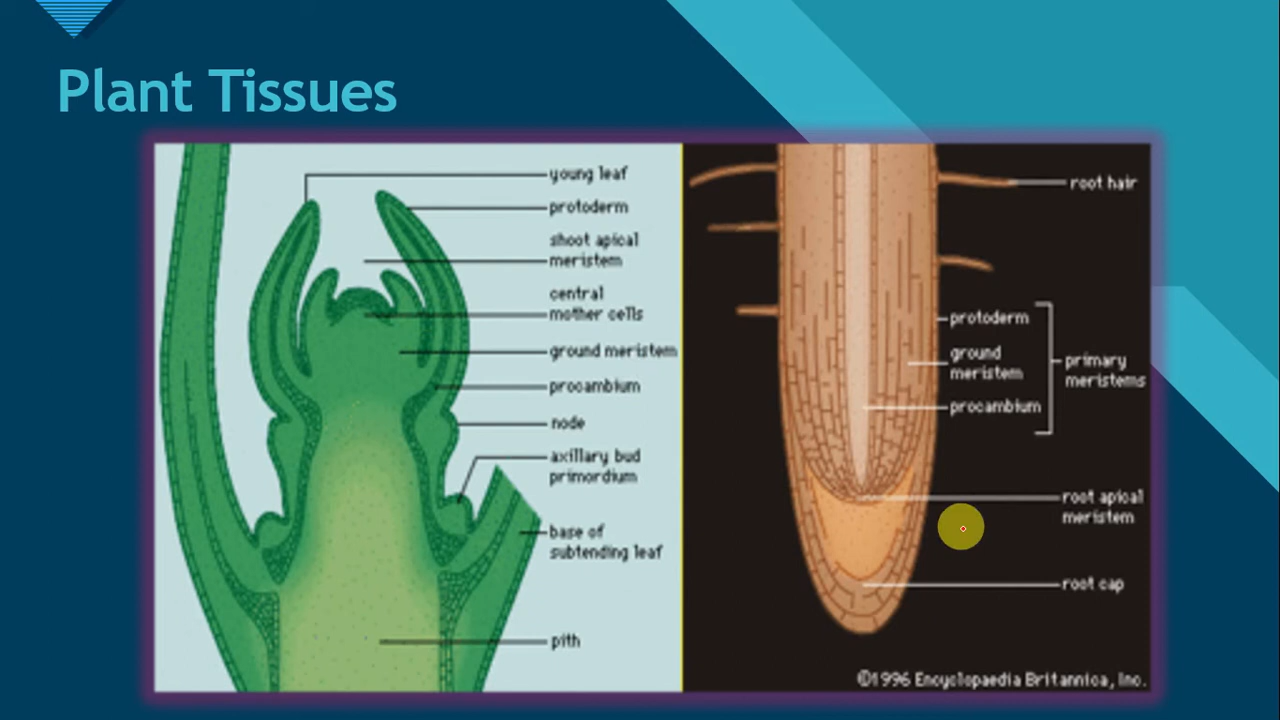 Plant Tissues
young leaf
protoderm
shoot apical
meristem
central
mother cells
ground meristem
procambium
node
axillary bud
primordium
base of
subtending leaf
pith
root hair
protoderm
ground
meristem
procambium
primary
meristems
root apical
meristem
root cap
©1996 Encyclopaedia Britannica, Inc.